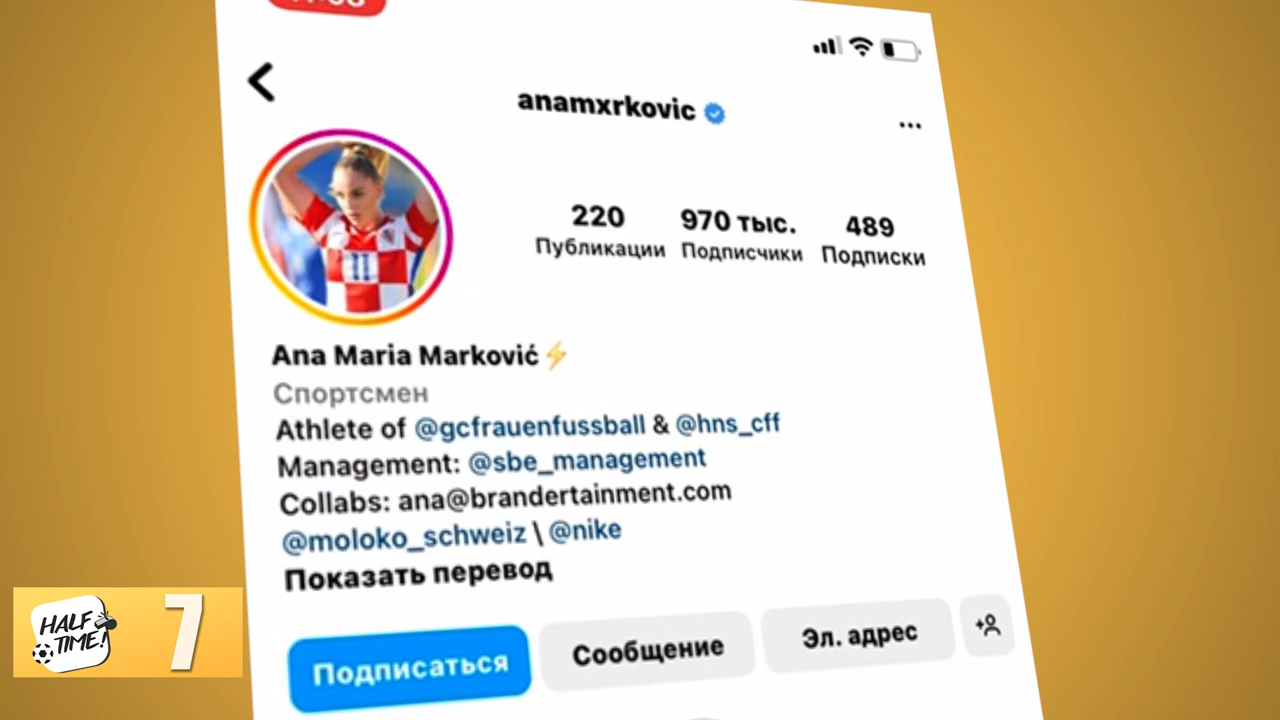 anamxrkovic
...
220 970 тыс. 489
Публикации Подписчики Подписки
11
Ana Maria Marković⚡
Спортсмен
Athlete of @gcfrauenfussball & @hns_cff
Management: @sbe_management
Collabs: ana@brandertainment.com
@moloko_schweiz \ @nike
Показать перевод
Подписаться Сообщение Эл. адрес
HALF
TIME!
7